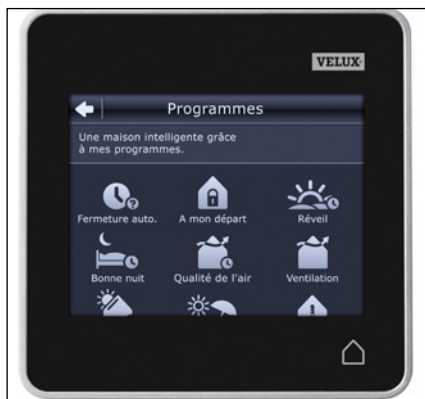 VELUX
Programmes
Une maison intelligente grâce
à mes programmes.
Fermeture auto.
A mon départ
Réveil
Bonne nuit
Qualité de l'air
Ventilation